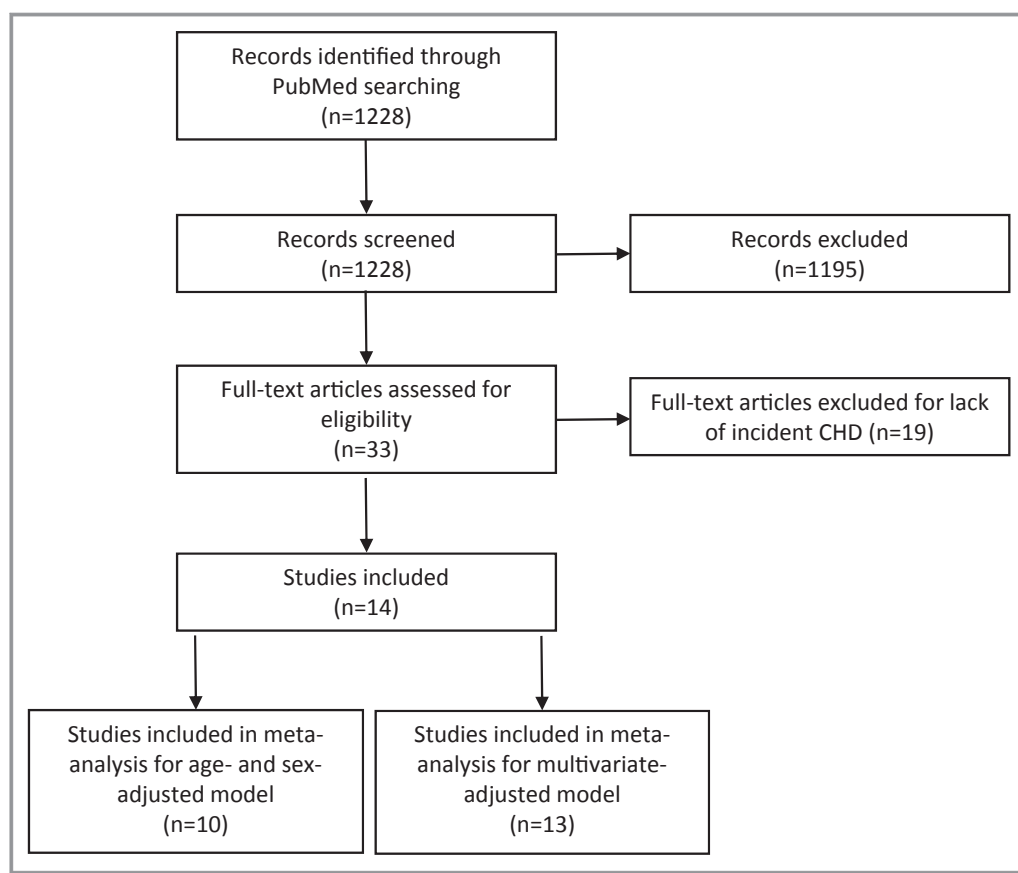 Records identified through
PubMed searching
(n=1228)
Records screened
(n=1228)
Records excluded
(n=1195)
Full-text articles assessed for
eligibility
(n=33)
Full-text articles excluded for lack
of incident CHD (n=19)
Studies included
(n=14)
Studies included in meta-
analysis for age- and sex-
adjusted model
(n=10)
Studies included in meta-
analysis for multivariate-
adjusted model
(n=13)